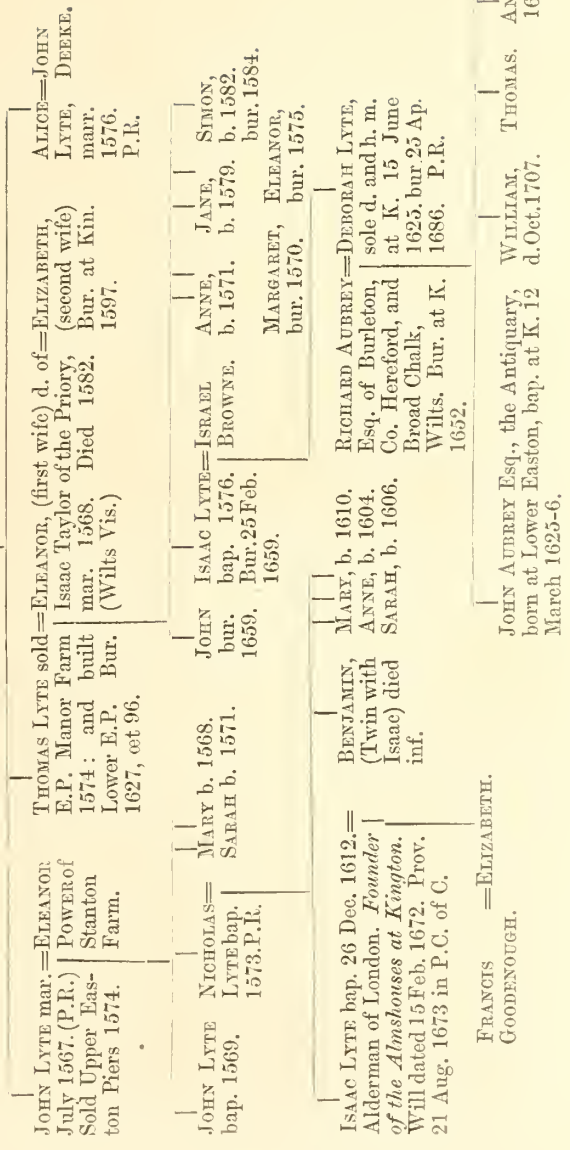 JOHN LYTE mar.=ELEANOR
July 1567. (P.R.) POWER of
Sold Upper Eas- Stanton
ton Piers 1574. Farm.
THOMAS LYTE sold=ELEANOR, (first wife) d. of=ELIZABETH,
E.P. Manor Farm Isaac Taylor of the Priory, (second wife)
1574: and built mar. 1568. Died 1582. Bur. at Kin.
Lower E.P. Bur. (Wilts Vis.) 1597.
1627, œt 96.
ALICE=JOHN
LYTE, DEEKE.
marr.
1576.
P.R.
JOHN LYTE
bap. 1569.
NICHOLAS=
LYTE bap.
1573. P.R.
MARY b. 1568.
SARAH b. 1571.
JOHN
bur.
1659.
ISAAC LYTE=ISRAEL
bap. 1576. BROWNE.
Bur. 25 Feb.
1659.
ANNE,
b. 1571.
JANE,
b. 1579.
SIMON,
b. 1582.
bur. 1584.
MARGARET,
bur. 1570.
ELEANOR,
bur. 1575.
ISAAC LYTE bap. 26 Dec. 1612.=
Alderman of London. Founder
of the Almshouses at Kington.
Will dated 15 Feb. 1672. Prov.
21 Aug. 1673 in P.C. of C.
BENJAMIN,
(Twin with
Isaac) died
inf.
MARY, b. 1610.
ANNE, b. 1604.
SARAH, b. 1606.
RICHARD AUBREY=DEBORAH LYTE,
Esq. of Burleton, sole d. and h. m.
Co. Hereford, and at K. 15 June
Broad Chalk, 1625. bur. 25 Ap.
Wilts. Bur. at K. 1686. P.R.
1652.
FRANCIS =ELIZABETH.
GOODENOUGH.
JOHN AUBREY Esq., the Antiquary,
born at Lower Easton, bap. at K. 12
March 1625-6.
WILLIAM,
d. Oct. 1707.
THOMAS.